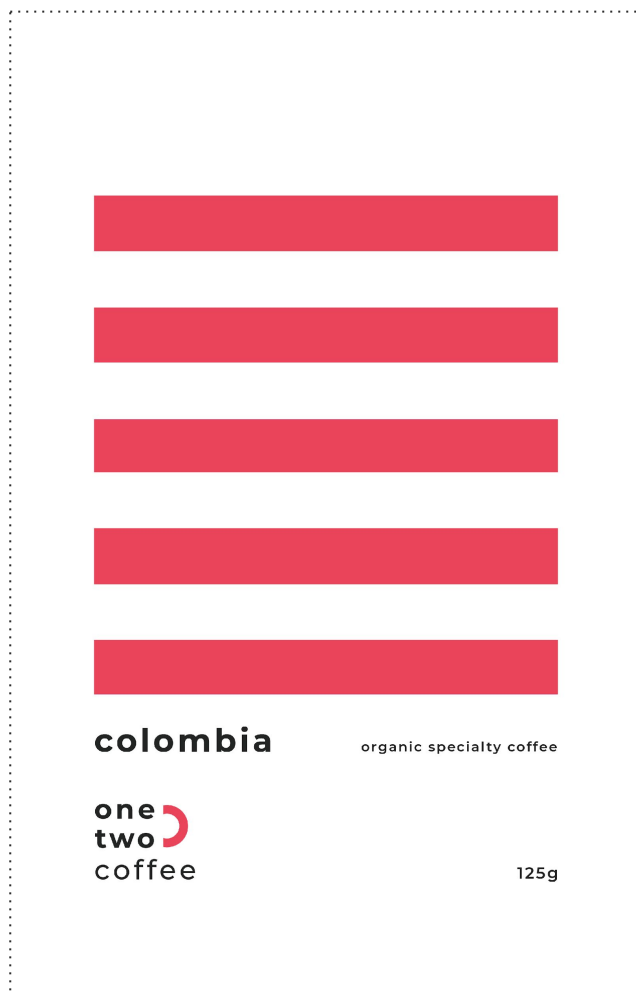 colombia
organic specialty coffee
one
two
coffee
125g